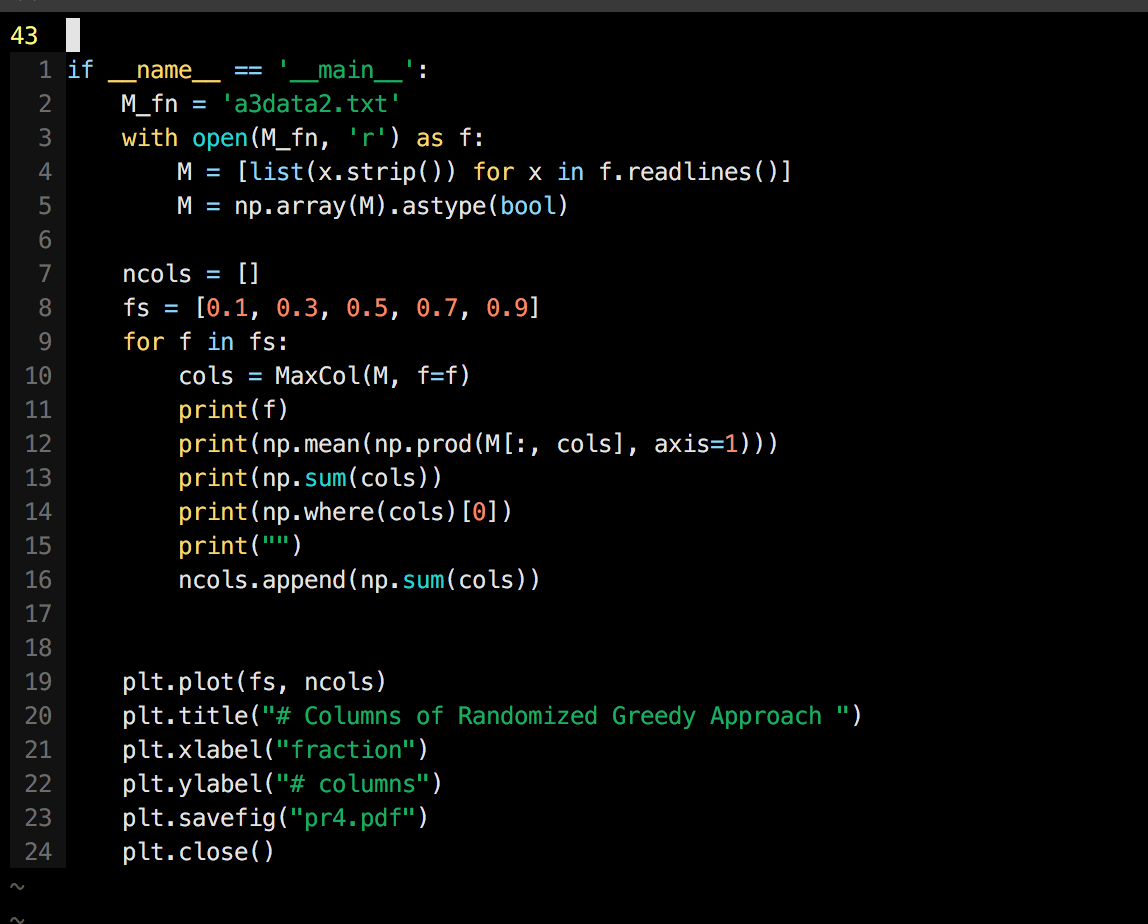 43
1 if __name__ == '__main__':
2     M_fn = 'a3data2.txt'
3     with open(M_fn, 'r') as f:
4         M = [list(x.strip()) for x in f.readlines()]
5         M = np.array(M).astype(bool)
6
7     ncols = []
8     fs = [0.1, 0.3, 0.5, 0.7, 0.9]
9     for f in fs:
10         cols = MaxCol(M, f=f)
11         print(f)
12         print(np.mean(np.prod(M[:, cols], axis=1)))
13         print(np.sum(cols))
14         print(np.where(cols)[0])
15         print("")
16         ncols.append(np.sum(cols))
17
18
19     plt.plot(fs, ncols)
20     plt.title("# Columns of Randomized Greedy Approach ")
21     plt.xlabel("fraction")
22     plt.ylabel("# columns")
23     plt.savefig("pr4.pdf")
24     plt.close()
~
~